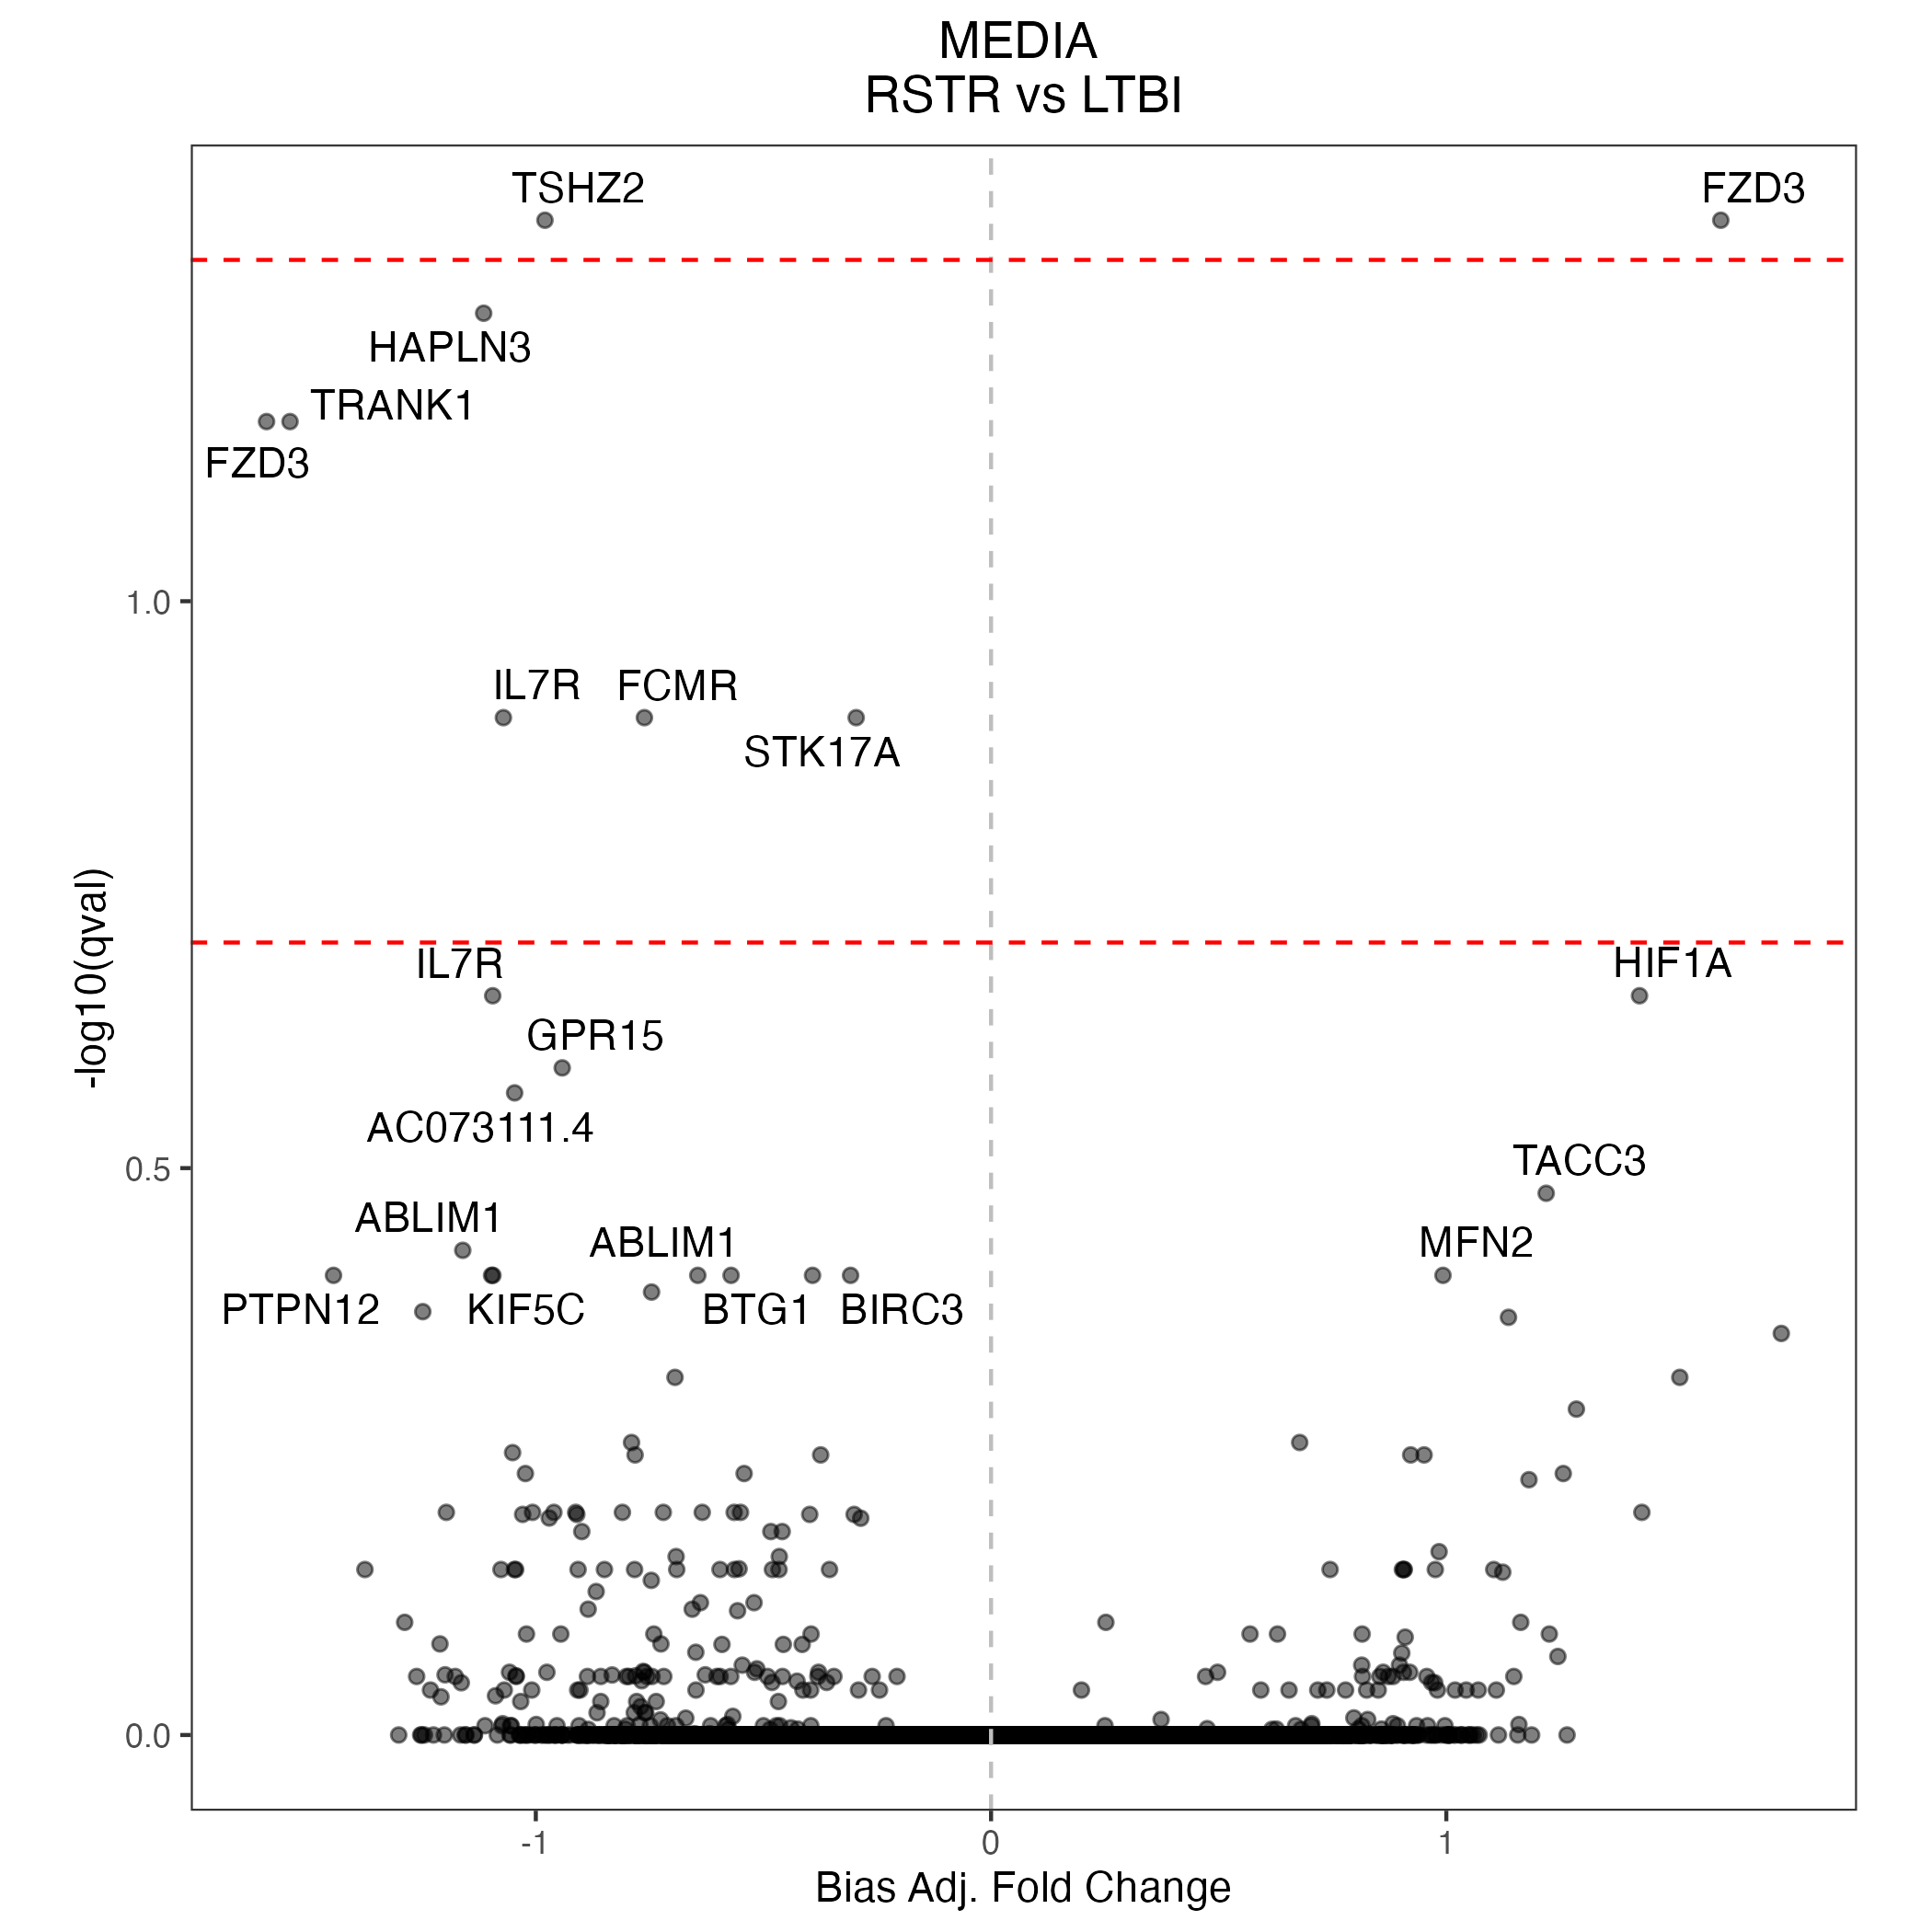 MEDIA
RSTR vs LTBI
TSHZ2
FZD3
HAPLN3
TRANK1
FZD3
1.0
IL7R
FCMR
STK17A
-log10(qval)
IL7R
HIF1A
GPR15
AC073111.4
0.5
TACC3
ABLIM1
ABLIM1
MFN2
PTPN12
KIF5C
BTG1
BIRC3
0.0
-1
0
1
Bias Adj. Fold Change